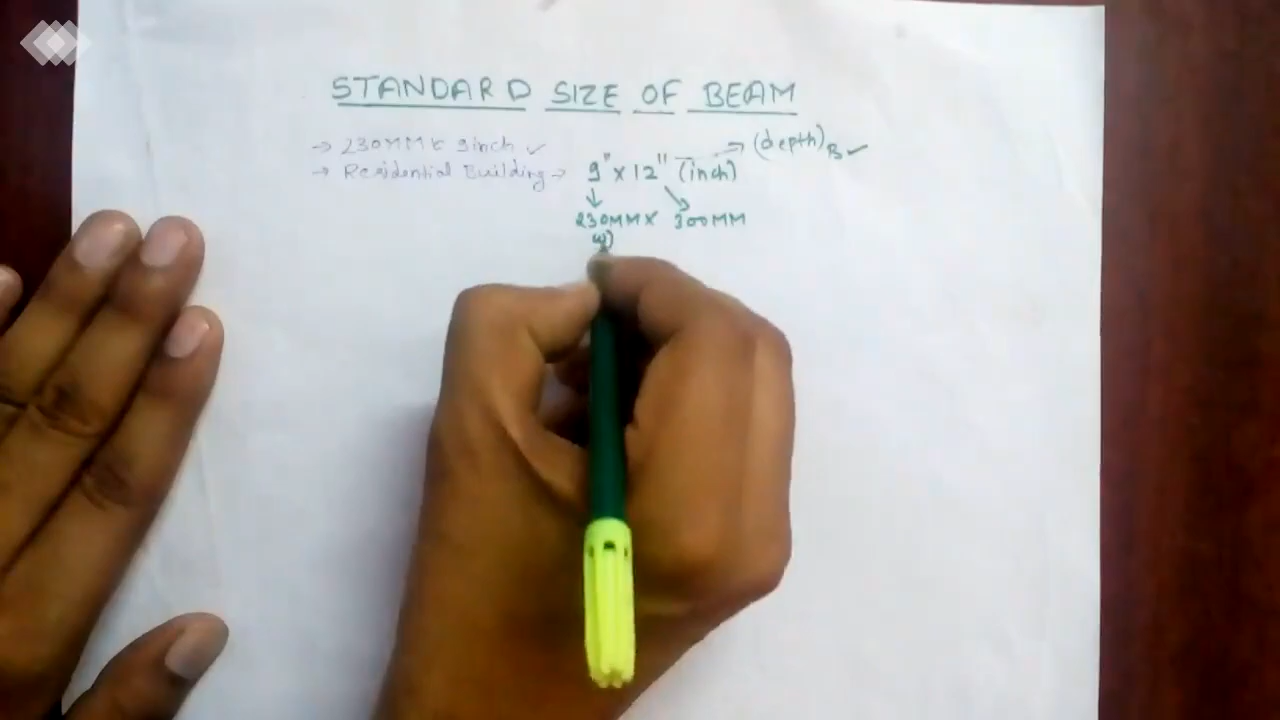 STANDARD SIZE OF BEAM
→ 230MM & 9inch ✓
→ Residential Building → 9" x 12" (inch) → (depth)B ✓
230MM x 300MM